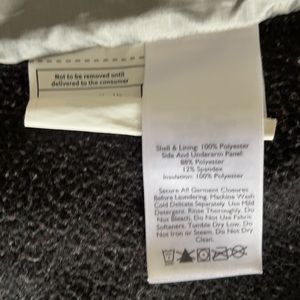 Not to be removed until
delivered to the consumer
Shell & Lining: 100% Polyester
Side And Underarm Panel:
88% Polyester
12% Spandex
Insulation: 100% Polyester
Secure All Garment Closures
Before Laundering. Machine Wash
Cold Delicate Separately. Use Mild
Detergent. Rinse Thoroughly. Do
Not Bleach. Do Not Use Fabric
Softeners. Tumble Dry Low. Do
Not Iron or Steam. Do Not Dry
Clean.